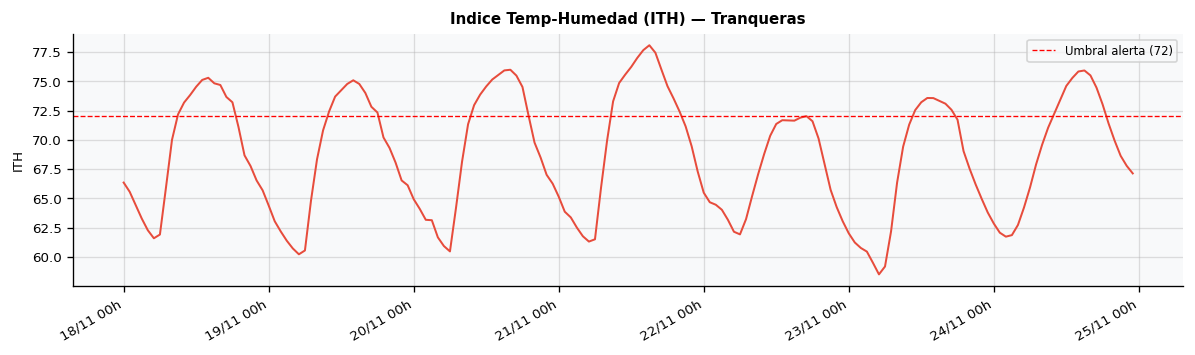 Indice Temp-Humedad (ITH) — Tranqueras
Umbral alerta (72)
ITH
77.5
75.0
72.5
70.0
67.5
65.0
62.5
60.0
18/11 00h
19/11 00h
20/11 00h
21/11 00h
22/11 00h
23/11 00h
24/11 00h
25/11 00h